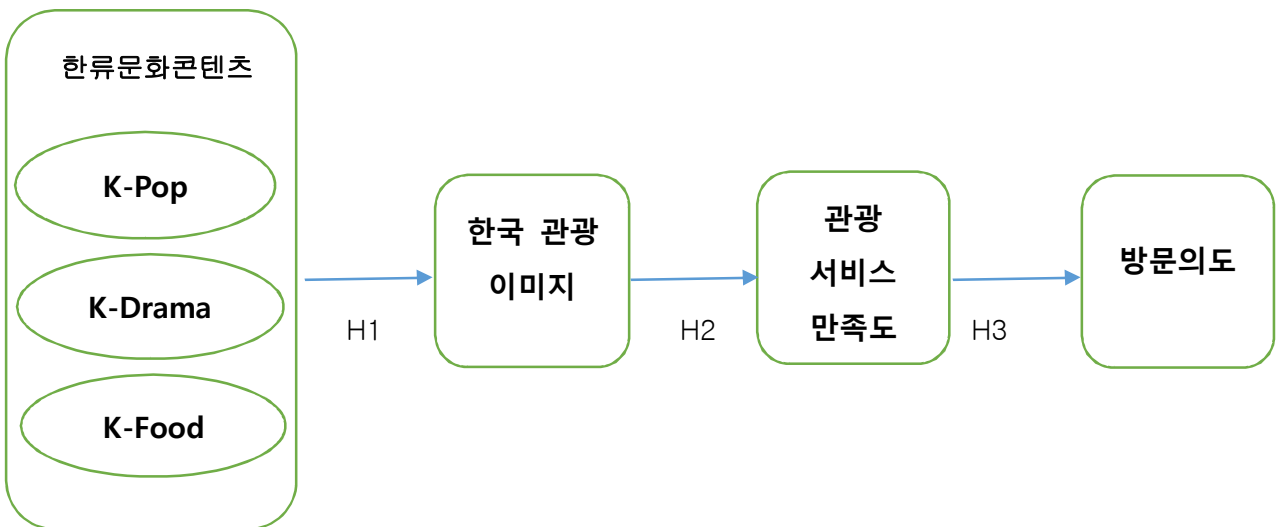 한류문화콘텐츠
K-Pop
K-Drama
K-Food
H1
한국 관광
이미지
H2
관광
서비스
만족도
H3
방문의도